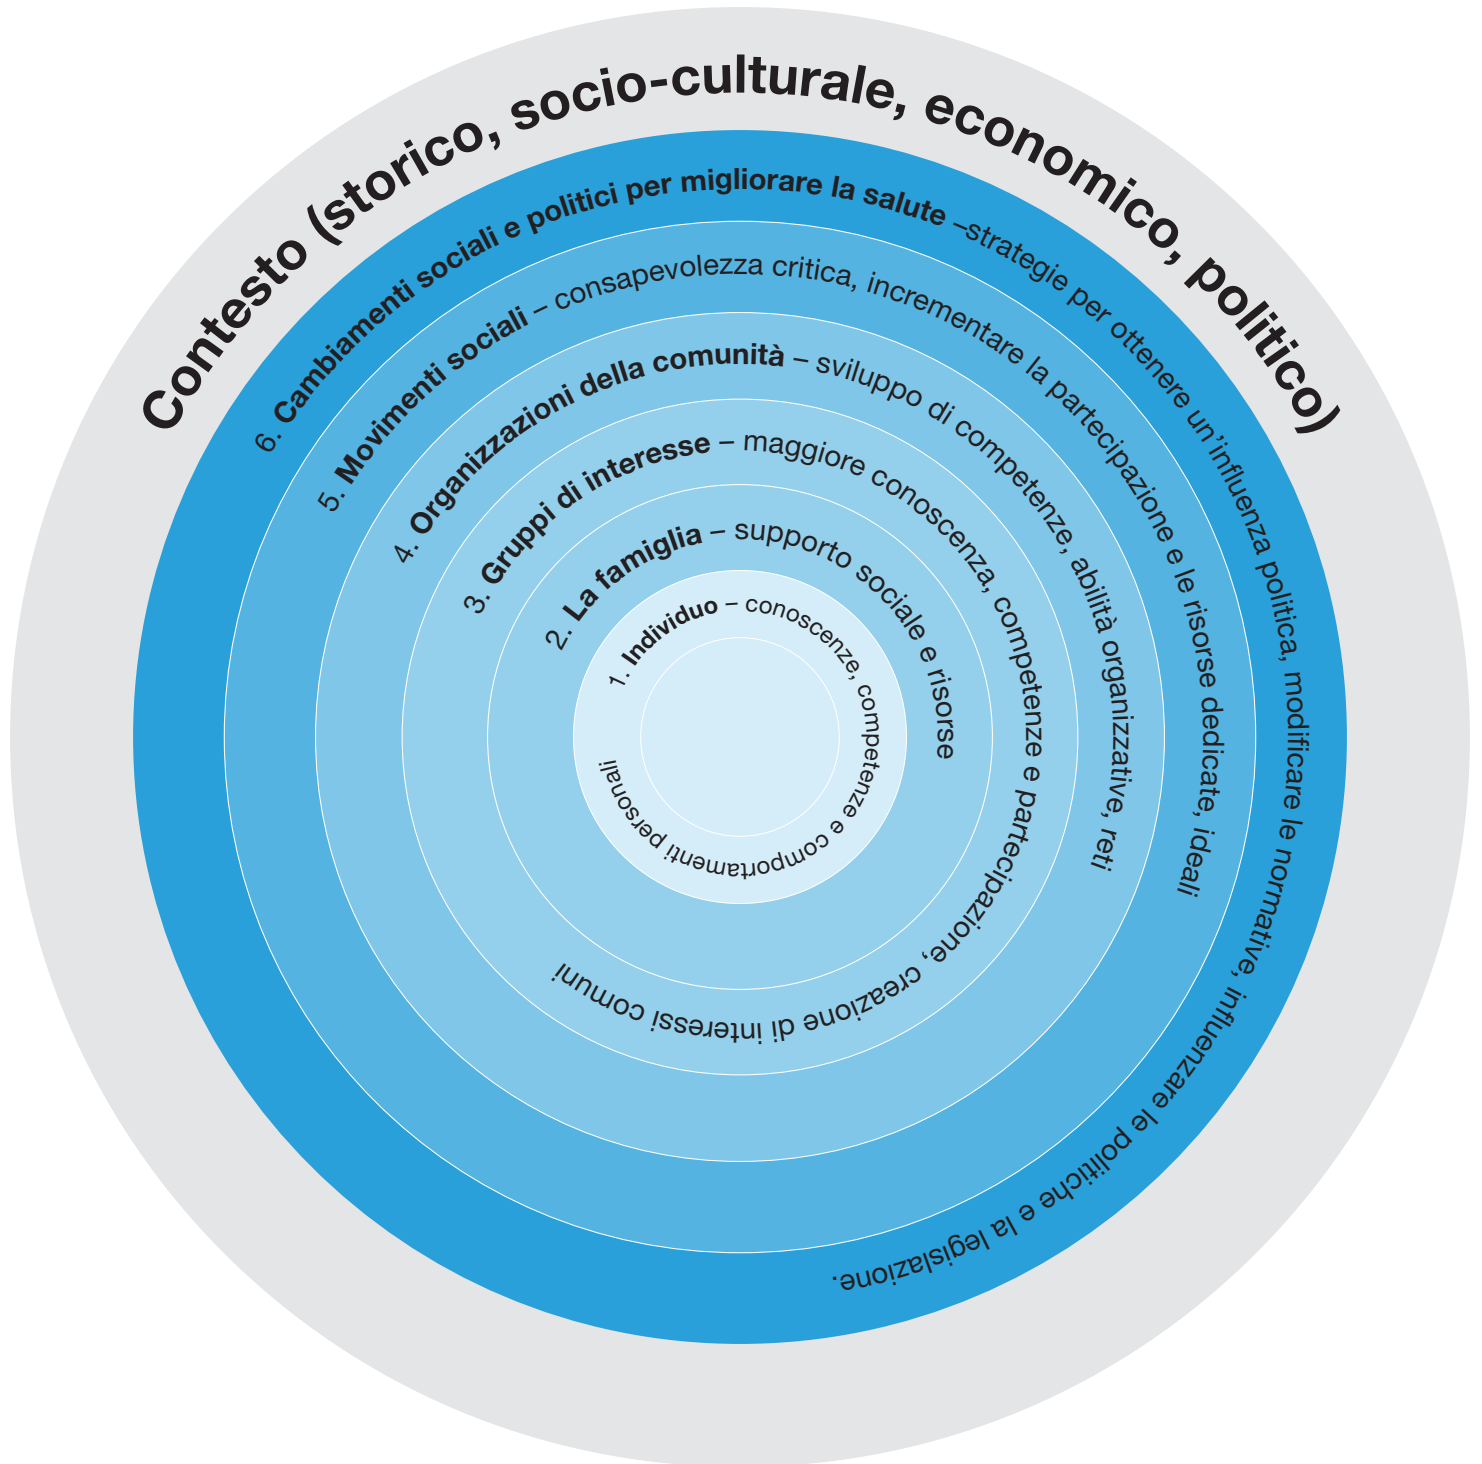 Contesto (storico, socio-culturale, economico, politico)
6. Cambiamenti sociali e politici per migliorare la salute –strategie per ottenere un’influenza politica, modificare le normative, influenzare le politiche e la legislazione.
5. Movimenti sociali – consapevolezza critica, incrementare la partecipazione e le risorse dedicate, ideali
4. Organizzazioni della comunità – sviluppo di competenze, abilità organizzative, reti
3. Gruppi di interesse – maggiore conoscenza, competenze e partecipazione, creazione di interessi comuni
2. La famiglia – supporto sociale e risorse
1. Individuo – conoscenze, competenze e comportamenti personali